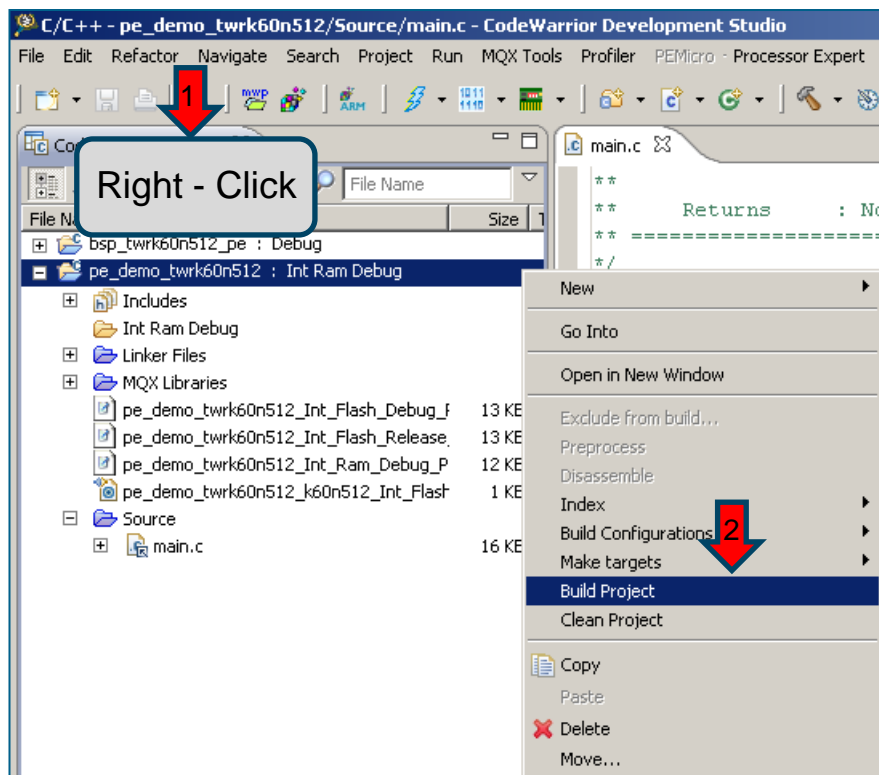 C/C++ - pe_demo_twrk60n512/Source/main.c - CodeWarrior Development Studio
File Edit Refactor Navigate Search Project Run MQX Tools Profiler PEMicro - Processor Expert
1
ARM
1011
1110
main.c
Right - Click
File Name
**
** Returns :
Size
** =====================
*/
bsp_twrk60n512_pe : Debug
pe_demo_twrk60n512 : Int Ram Debug
Includes
Int Ram Debug
Linker Files
MQX Libraries
pe_demo_twrk60n512_Int_Flash_Debug_ 13 KE
pe_demo_twrk60n512_Int_Flash_Release_ 13 KE
pe_demo_twrk60n512_Int_Ram_Debug_P 12 KE
pe_demo_twrk60n512_k60n512_Int_Flash 1 KE
Source
main.c 16 KE
New
Go Into
Open in New Window
Exclude from build...
Preprocess
Disassemble
Index
Build Configurations
2
Make targets
Build Project
Clean Project
Copy
Paste
Delete
Move...